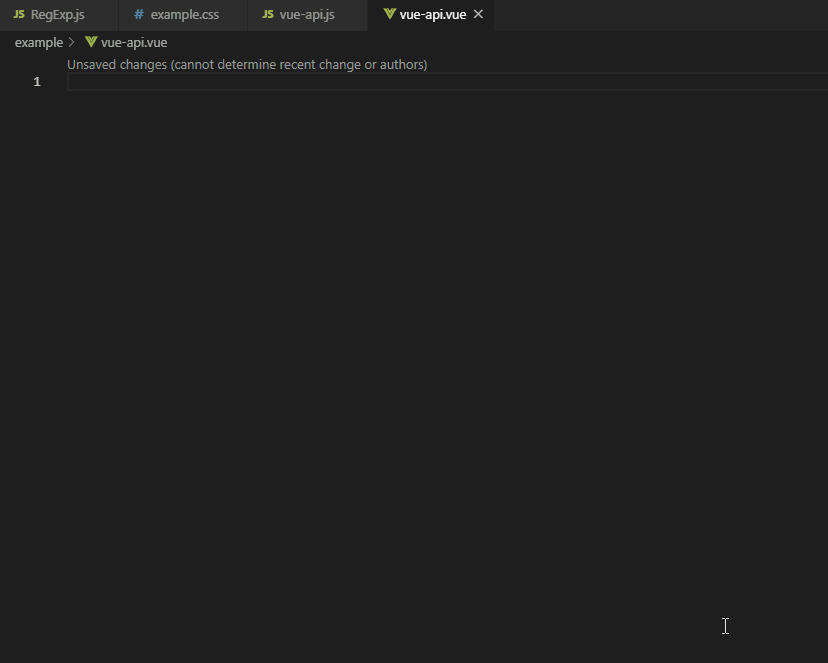 JS RegExp.js # example.css JS vue-api.js vue-api.vue
example > vue-api.vue
Unsaved changes (cannot determine recent change or authors)
1